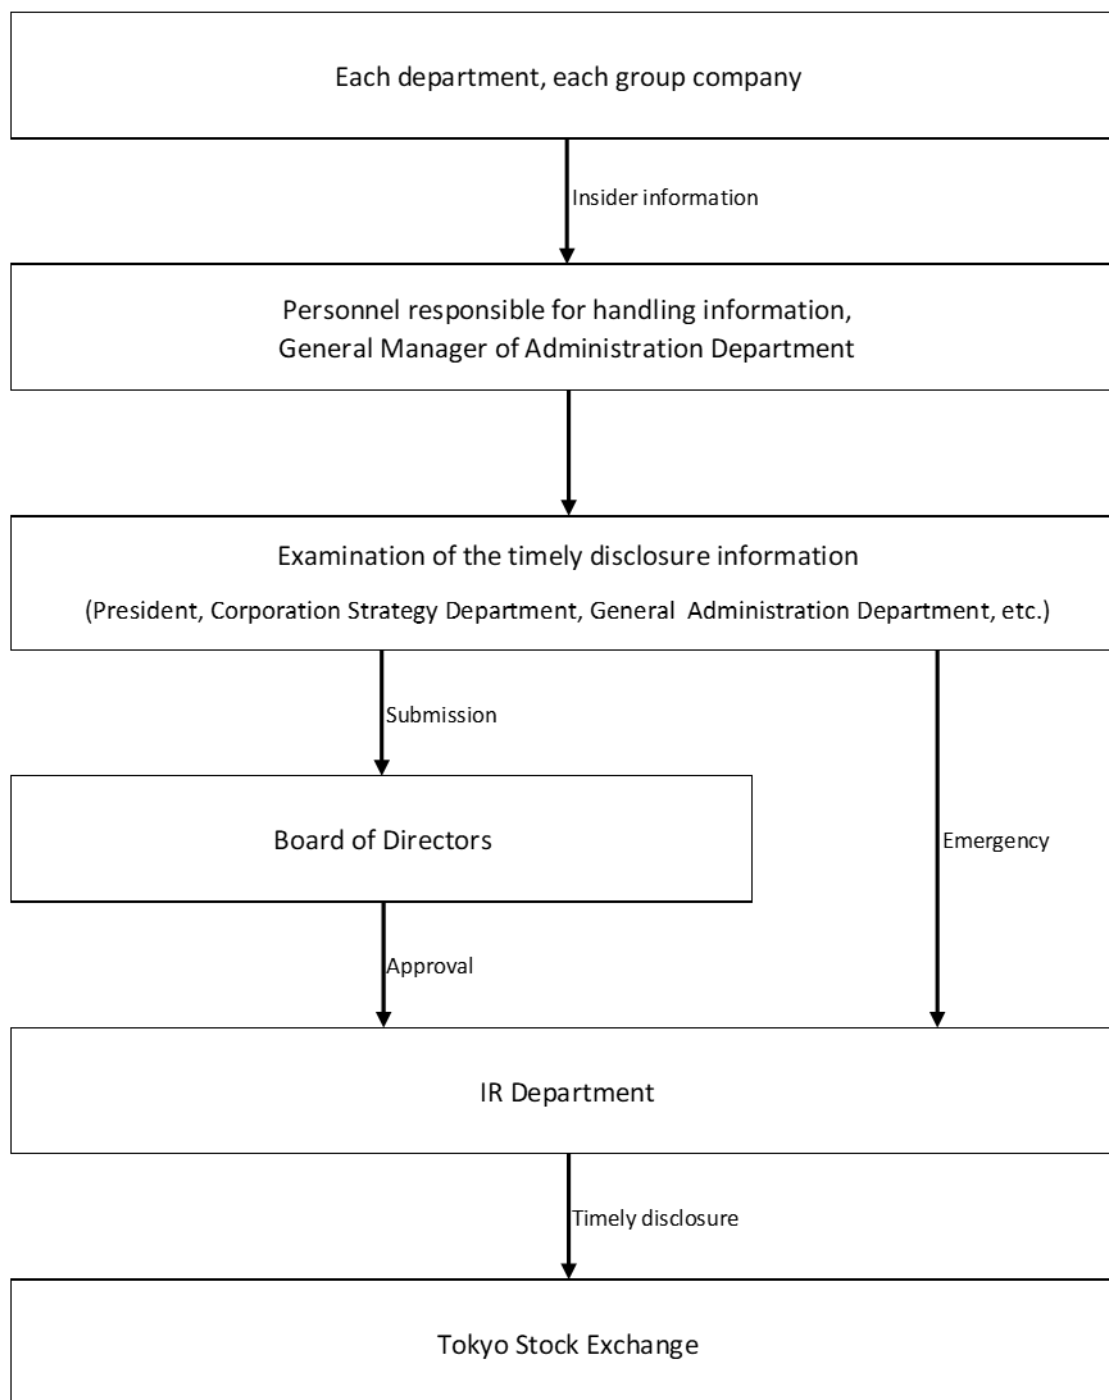 Each department, each group company
Insider information
Personnel responsible for handling information,
General Manager of Administration Department
Examination of the timely disclosure information
(President, Corporation Strategy Department, General  Administration Department, etc.)
Submission
Board of Directors
Emergency
Approval
IR Department
Timely disclosure
Tokyo Stock Exchange